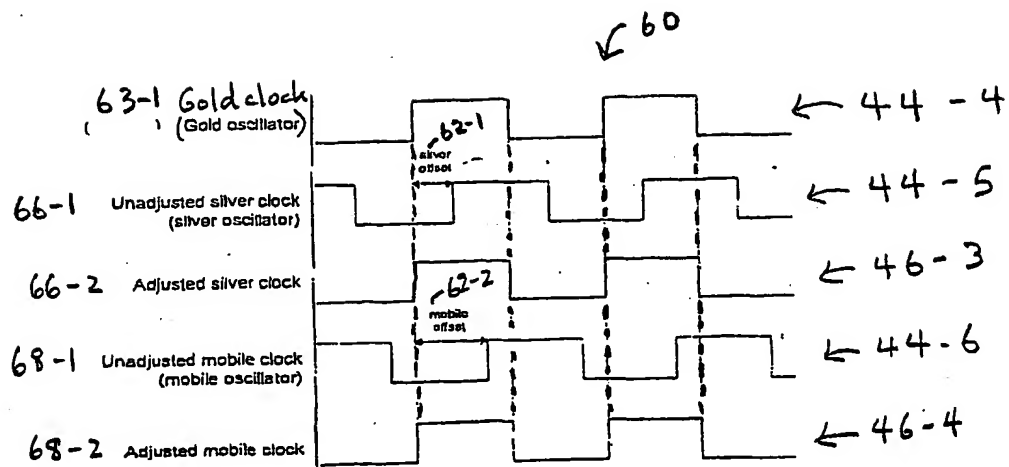 60
63-1 Gold clock ← 44-4
(Gold oscillator)
62-1
silver
offset
66-1 Unadjusted silver clock ← 44-5
(silver oscillator)
66-2 Adjusted silver clock ← 46-3
62-2
mobile
offset
68-1 Unadjusted mobile clock ← 44-6
(mobile oscillator)
68-2 Adjusted mobile clock ← 46-4